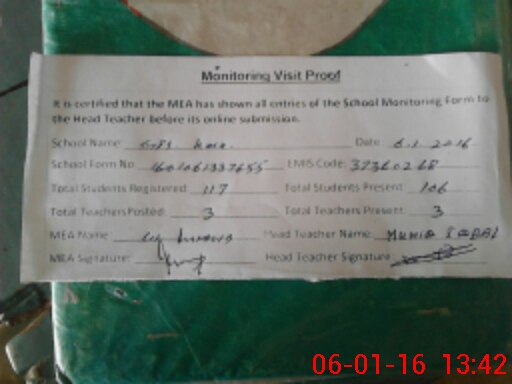 Monitoring Visit Proof
It is certified that the MEA has shown all entries of the School Monitoring Form to
the Head Teacher before its online submission.
School Name: GPS Date: 6.1.2016
School Form No: EMIS Code: 37360268
Total Students Registered: 117 Total Students Present: 106
Total Teachers Posted: 3 Total Teachers Present: 3
MEA Name: Head Teacher Name:
MEA Signature: Head Teacher Signature:
06-01-16 13:42